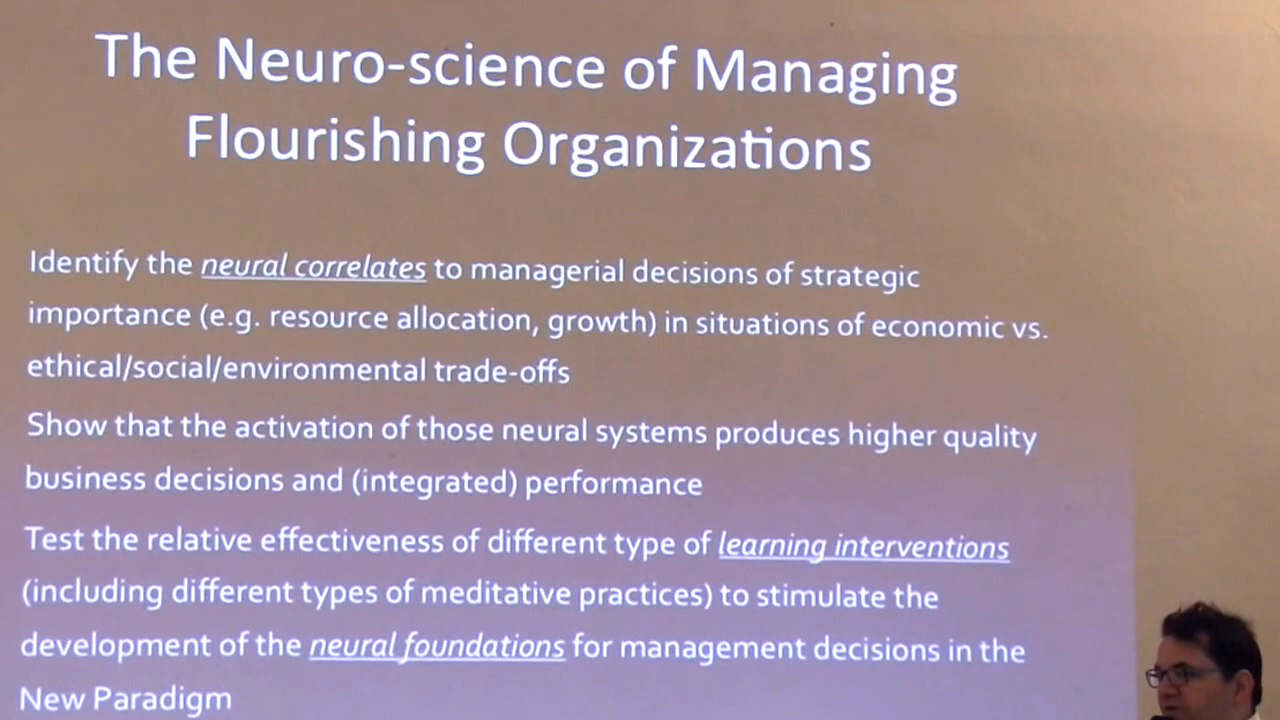 The Neuro-science of Managing
Flourishing Organizations
Identify the neural correlates to managerial decisions of strategic
importance (e.g. resource allocation, growth) in situations of economic vs.
ethical/social/environmental trade-offs
Show that the activation of those neural systems produces higher quality
business decisions and (integrated) performance
Test the relative effectiveness of different type of learning interventions
(including different types of meditative practices) to stimulate the
development of the neural foundations for management decisions in the
New Paradigm